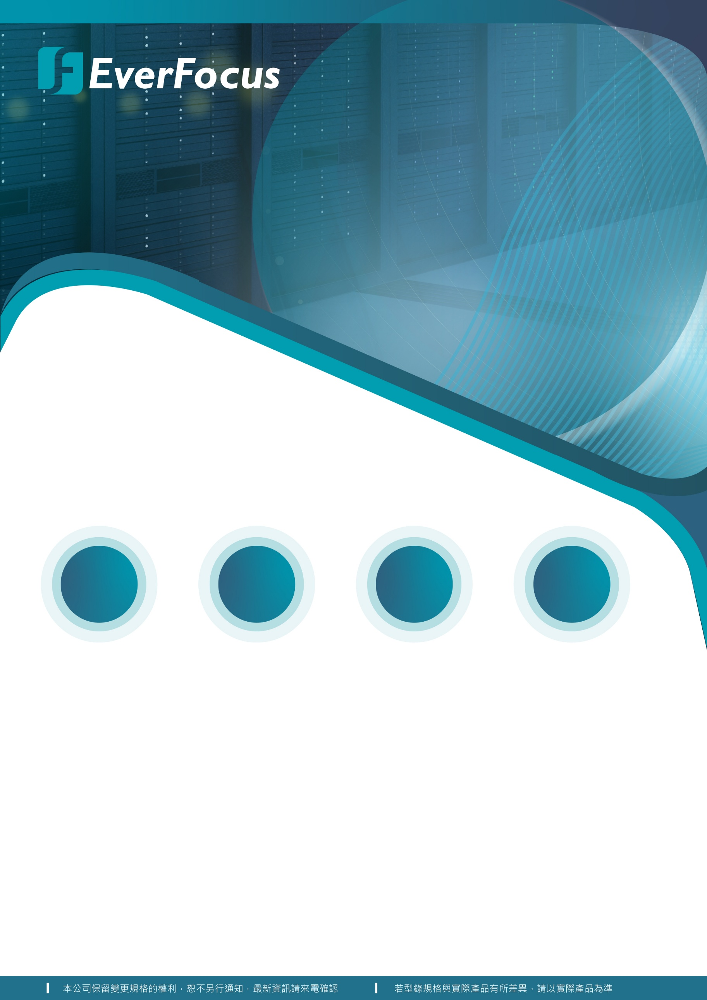 EverFocus
本公司保留變更規格的權利，恕不另行通知，最新資訊請來電確認
若型錄規格與實際產品有所差異，請以實際產品為準